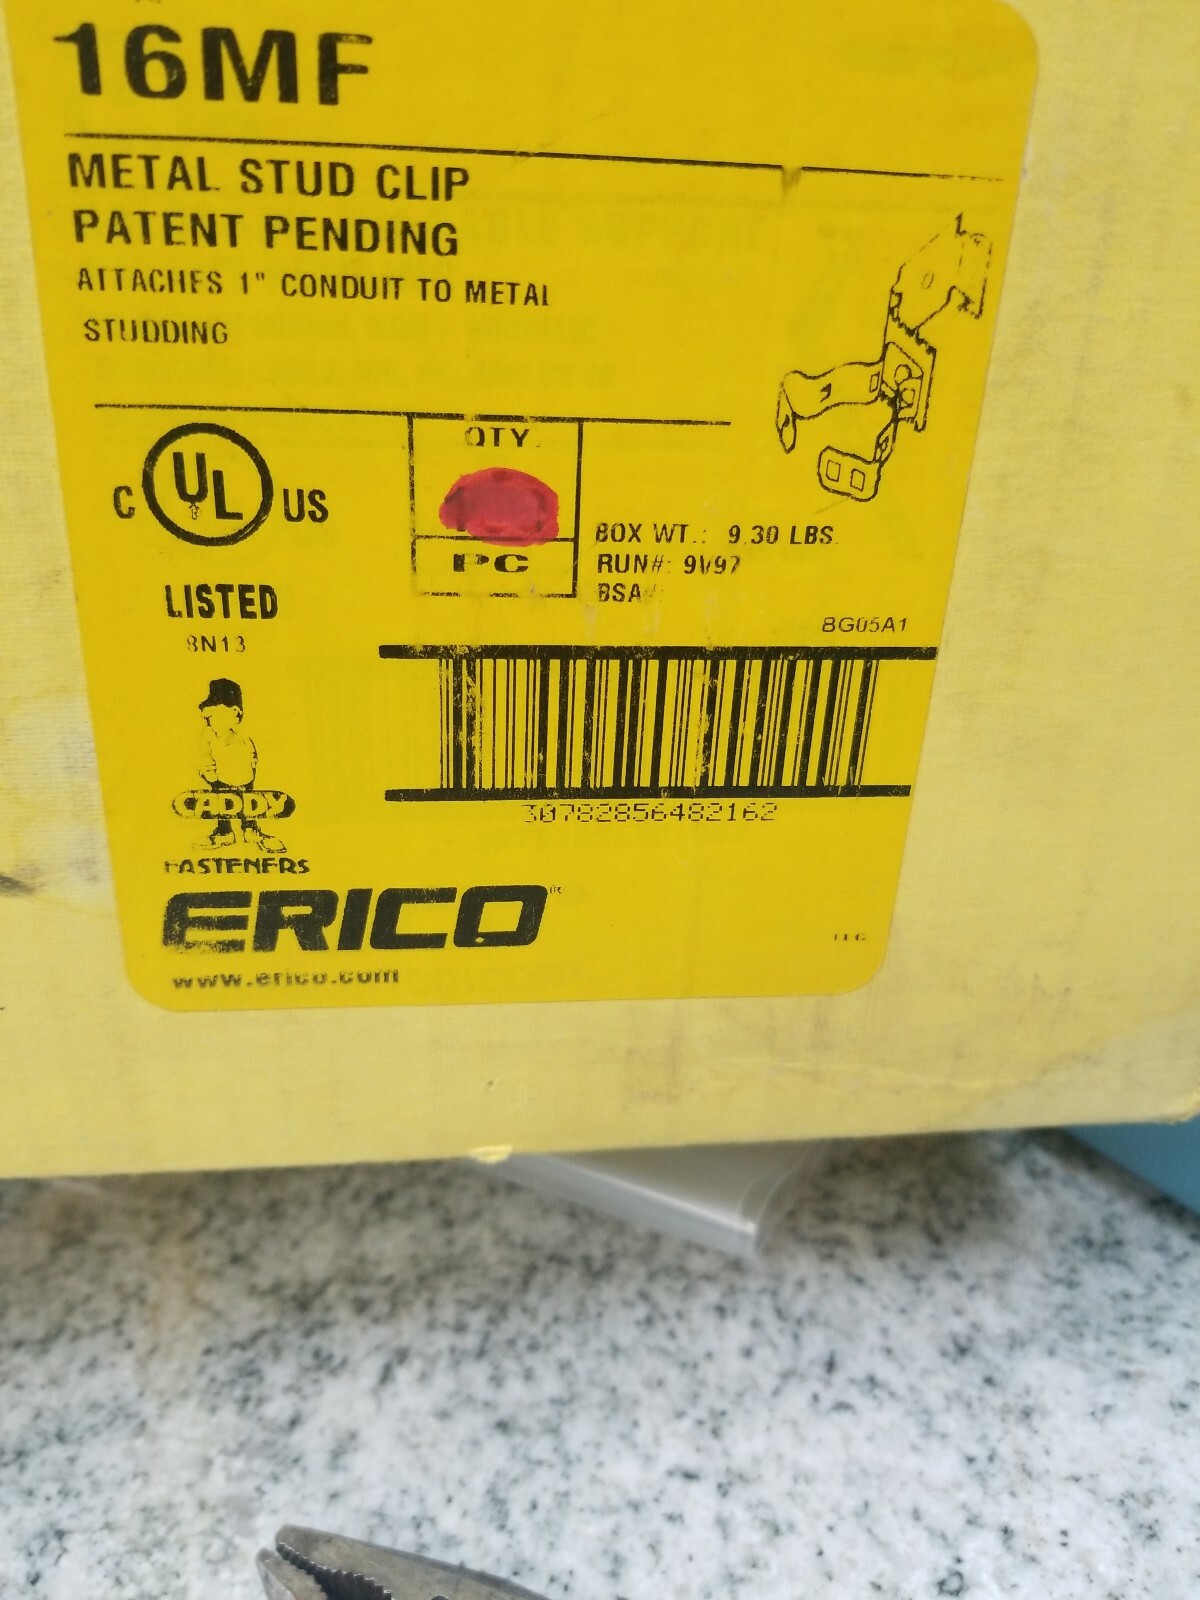 16MF
METAL STUD CLIP
PATENT PENDING
ATTACHES 1" CONDUIT TO METAL
STUDDING
C UL US
LISTED
8N13
QTY.
PC
BOX WT.: 9.30 LBS.
RUN#: 9V97
BSA#:
BG05A1
30782856482162
CADDY
FASTENERS
ERICO®
www.erico.com